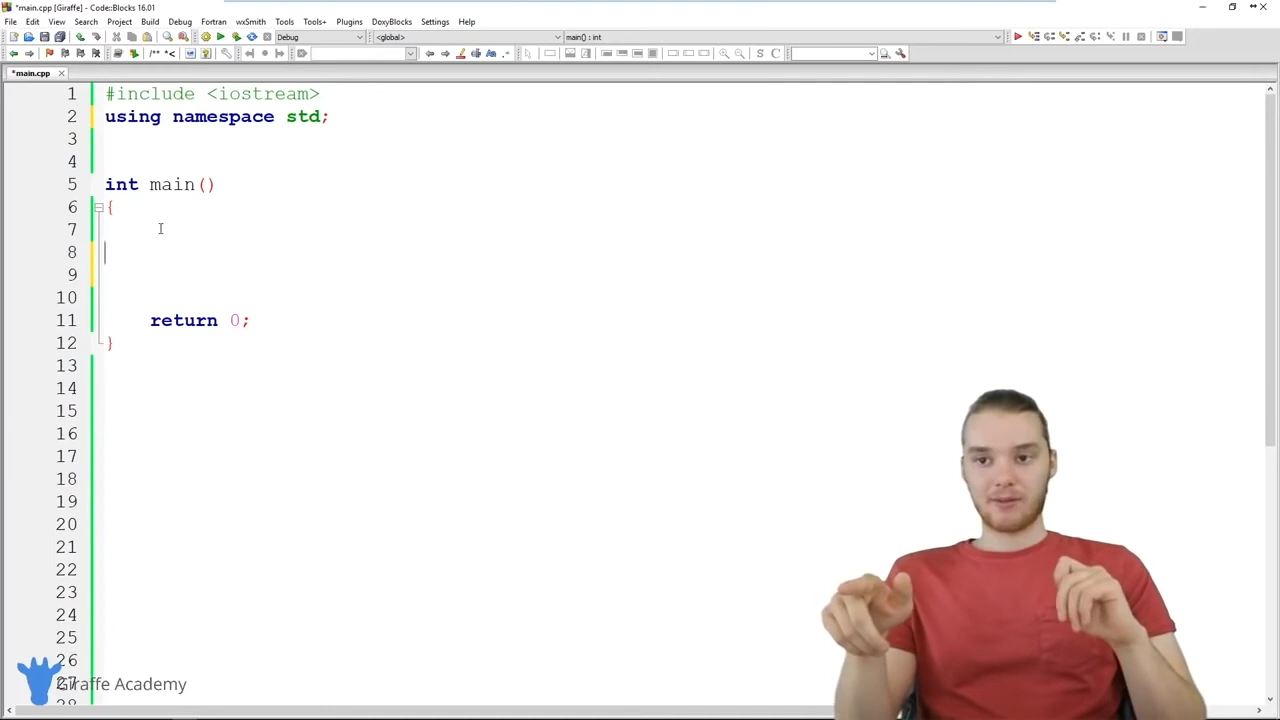 *main.cpp [Giraffe] - Code::Blocks 16.01
File Edit View Search Project Build Debug Fortran wxSmith Tools Tools+ Plugins DoxyBlocks Settings Help
Debug <global> main() : int
*main.cpp
1 #include <iostream>
2 using namespace std;
3
4
5 int main()
6 {
7
8
9
10
11 return 0;
12 }
13
14
15
16
17
18
19
20
21
22
23
24
25
26
27
28
Giraffe Academy